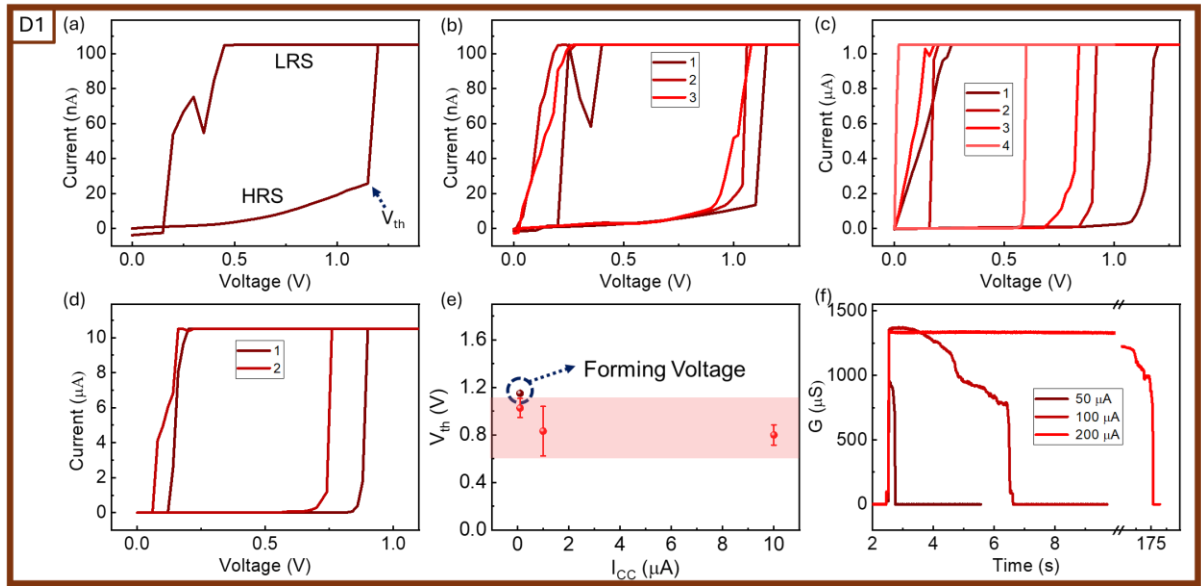 D1
(a)
Current (nA)
100
80
60
40
20
0
LRS
HRS
V_th
0.0 0.5 1.0
Voltage (V)
(b)
Current (nA)
100
80
60
40
20
0
1
2
3
0.0 0.5 1.0
Voltage (V)
(c)
Current (μA)
1.0
0.8
0.6
0.4
0.2
0.0
1
2
3
4
0.0 0.5 1.0
Voltage (V)
(d)
Current (μA)
10
8
6
4
2
0
1
2
0.0 0.5 1.0
Voltage (V)
(e)
V_th (V)
1.6
1.2
0.8
0.4
0.0
Forming Voltage
0 2 4 6 8 10
I_CC (μA)
(f)
G (μS)
1500
1250
1000
750
500
250
0
50 μA
100 μA
200 μA
2 4 6 8 175
Time (s)